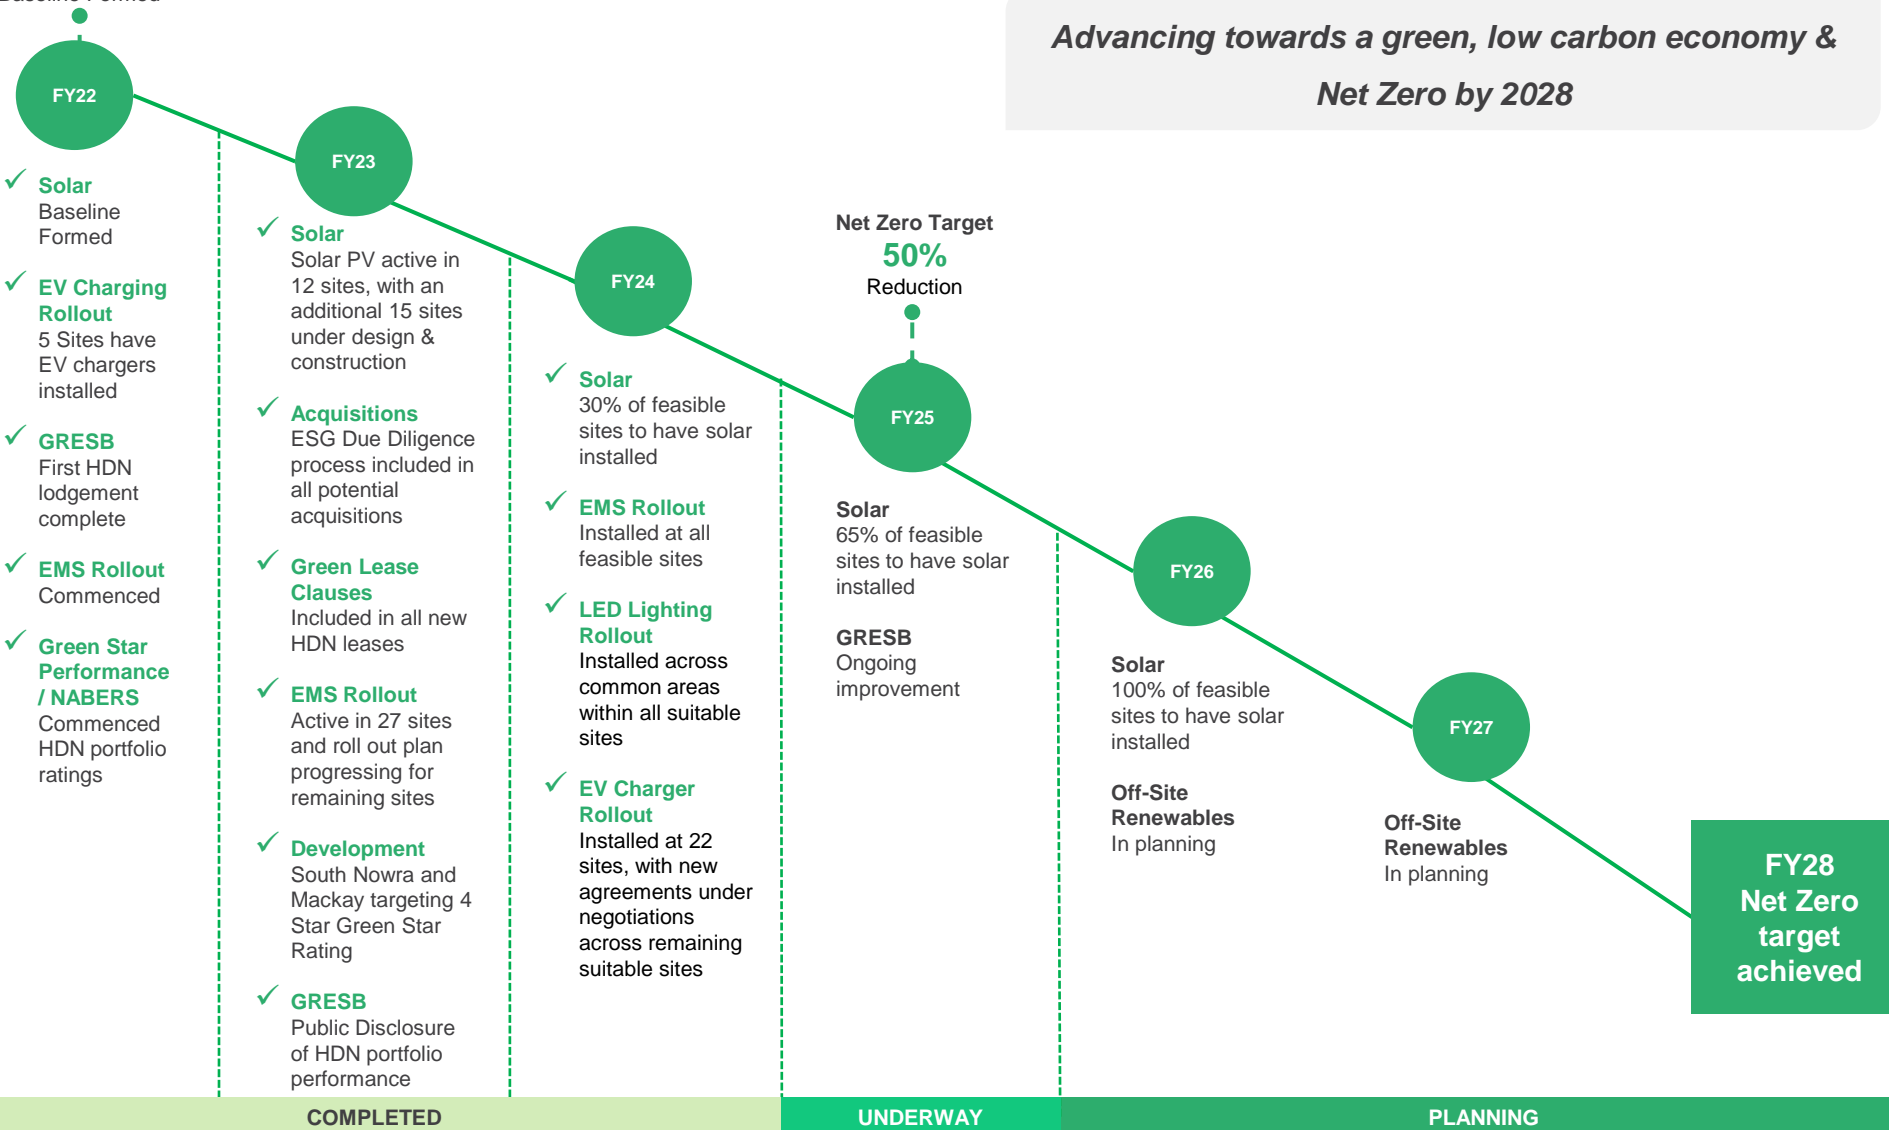 Baseline Formed
Advancing towards a green, low carbon economy &
Net Zero by 2028
FY22
✓ Solar
Baseline
Formed
✓ EV Charging
Rollout
5 Sites have
EV chargers
installed
✓ GRESB
First HDN
lodgement
complete
✓ EMS Rollout
Commenced
✓ Green Star
Performance
/ NABERS
Commenced
HDN portfolio
ratings
FY23
✓ Solar
Solar PV active in
12 sites, with an
additional 15 sites
under design &
construction
✓ Acquisitions
ESG Due Diligence
process included in
all potential
acquisitions
✓ Green Lease
Clauses
Included in all new
HDN leases
✓ EMS Rollout
Active in 27 sites
and roll out plan
progressing for
remaining sites
✓ Development
South Nowra and
Mackay targeting 4
Star Green Star
Rating
✓ GRESB
Public Disclosure
of HDN portfolio
performance
FY24
✓ Solar
30% of feasible
sites to have solar
installed
✓ EMS Rollout
Installed at all
feasible sites
✓ LED Lighting
Rollout
Installed across
common areas
within all suitable
sites
✓ EV Charger
Rollout
Installed at 22
sites, with new
agreements under
negotiations
across remaining
suitable sites
Net Zero Target
50%
Reduction
FY25
Solar
65% of feasible
sites to have solar
installed
GRESB
Ongoing
improvement
FY26
Solar
100% of feasible
sites to have solar
installed
Off-Site
Renewables
In planning
FY27
Off-Site
Renewables
In planning
FY28
Net Zero
target
achieved
COMPLETED
UNDERWAY
PLANNING